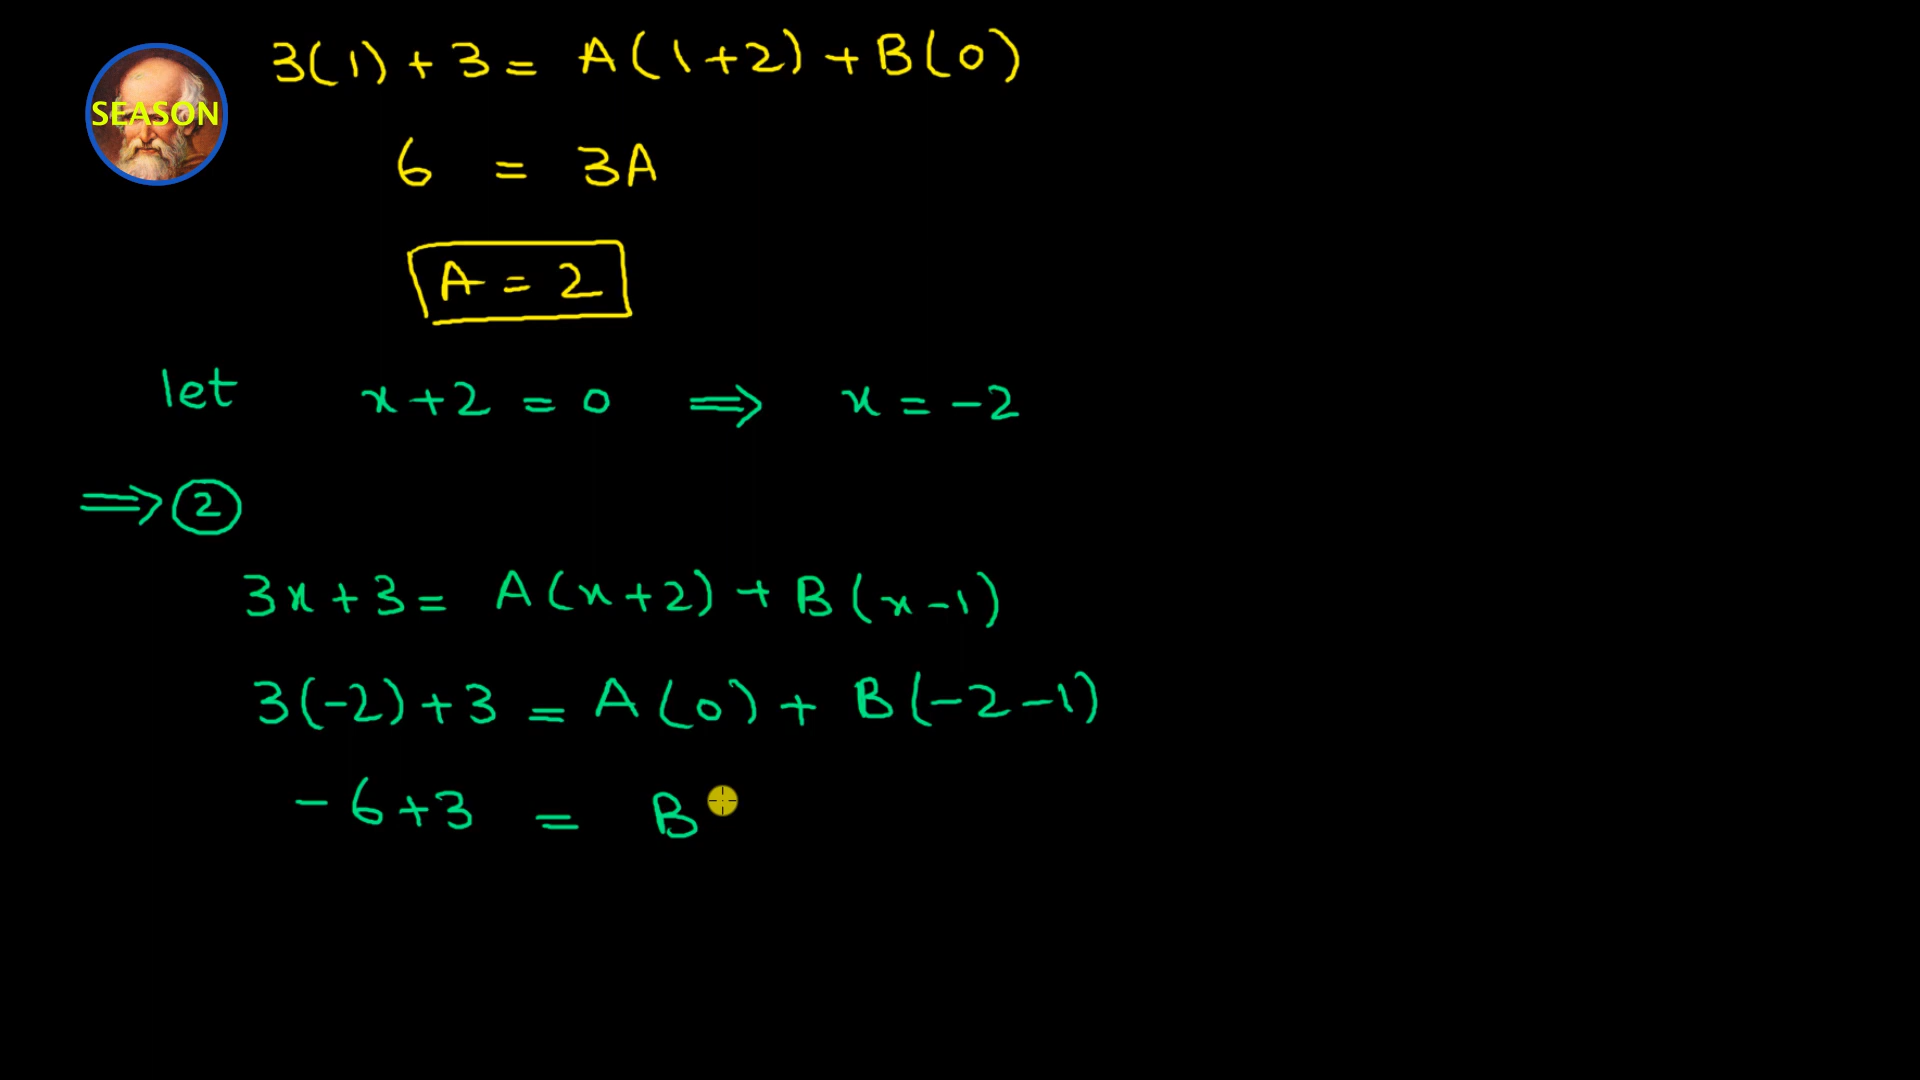 3(1)+3 = A(1+2)+B(0)
SEASON
6 = 3A
A = 2
let x+2 = 0 ⟹ x = -2
⟹ ②
3x+3 = A(x+2) + B(x-1)
3(-2)+3 = A(0) + B(-2-1)
-6+3 = B